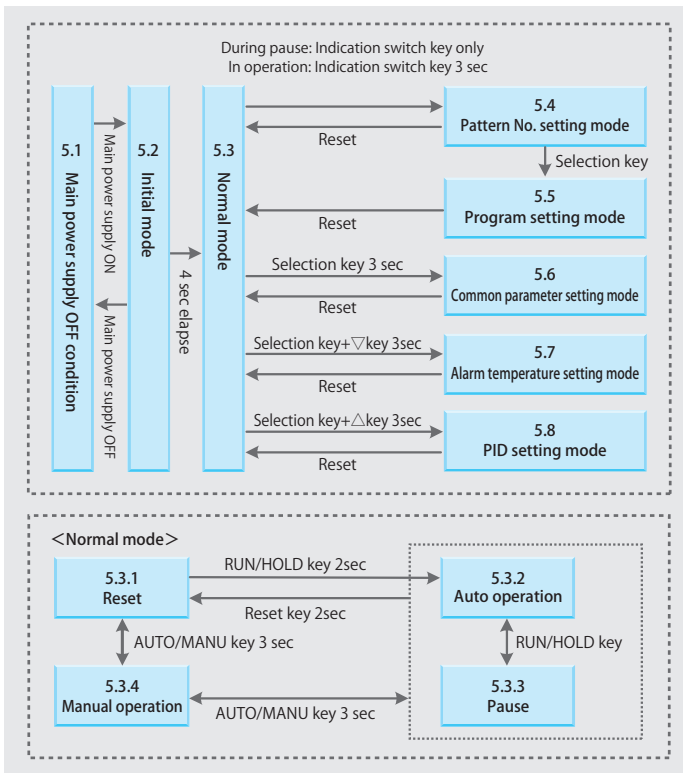 During pause: Indication switch key only
In operation: Indication switch key 3 sec
5.1
Main power supply OFF condition
Main power supply ON
Main power supply OFF
5.2
Initial mode
4 sec elapse
5.3
Normal mode
Reset
5.4
Pattern No. setting mode
Selection key
Reset
5.5
Program setting mode
Selection key 3 sec
Reset
5.6
Common parameter setting mode
Selection key+▽key 3sec
Reset
5.7
Alarm temperature setting mode
Selection key+△key 3sec
Reset
5.8
PID setting mode
<Normal mode>
5.3.1
Reset
RUN/HOLD key 2sec
Reset key 2sec
5.3.2
Auto operation
AUTO/MANU key 3 sec
RUN/HOLD key
5.3.4
Manual operation
AUTO/MANU key 3 sec
5.3.3
Pause